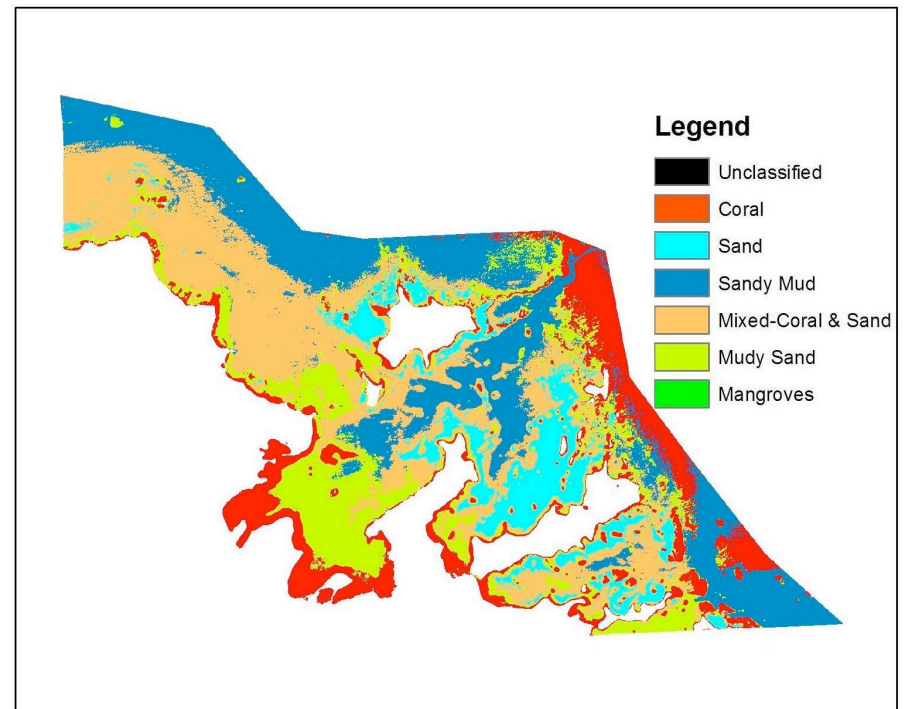 Legend
Unclassified
Coral
Sand
Sandy Mud
Mixed-Coral & Sand
Mudy Sand
Mangroves